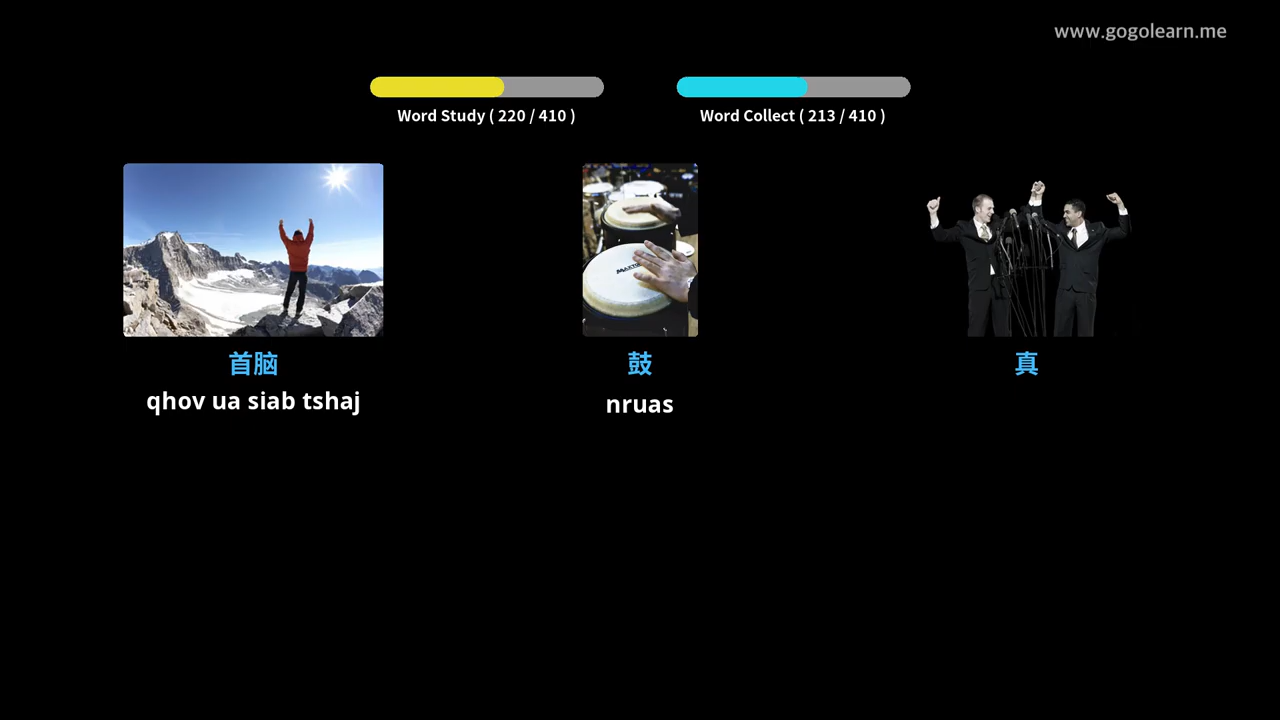 www.gogolearn.me
Word Study ( 220 / 410 )
Word Collect ( 213 / 410 )
首脑
鼓
真
qhov ua siab tshaj
nruas